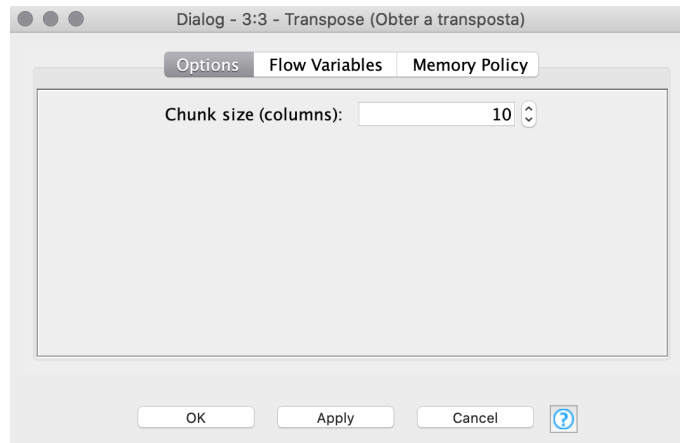 Dialog - 3:3 - Transpose (Obter a transposta)
Options Flow Variables Memory Policy
Chunk size (columns): 10
OK Apply Cancel ?